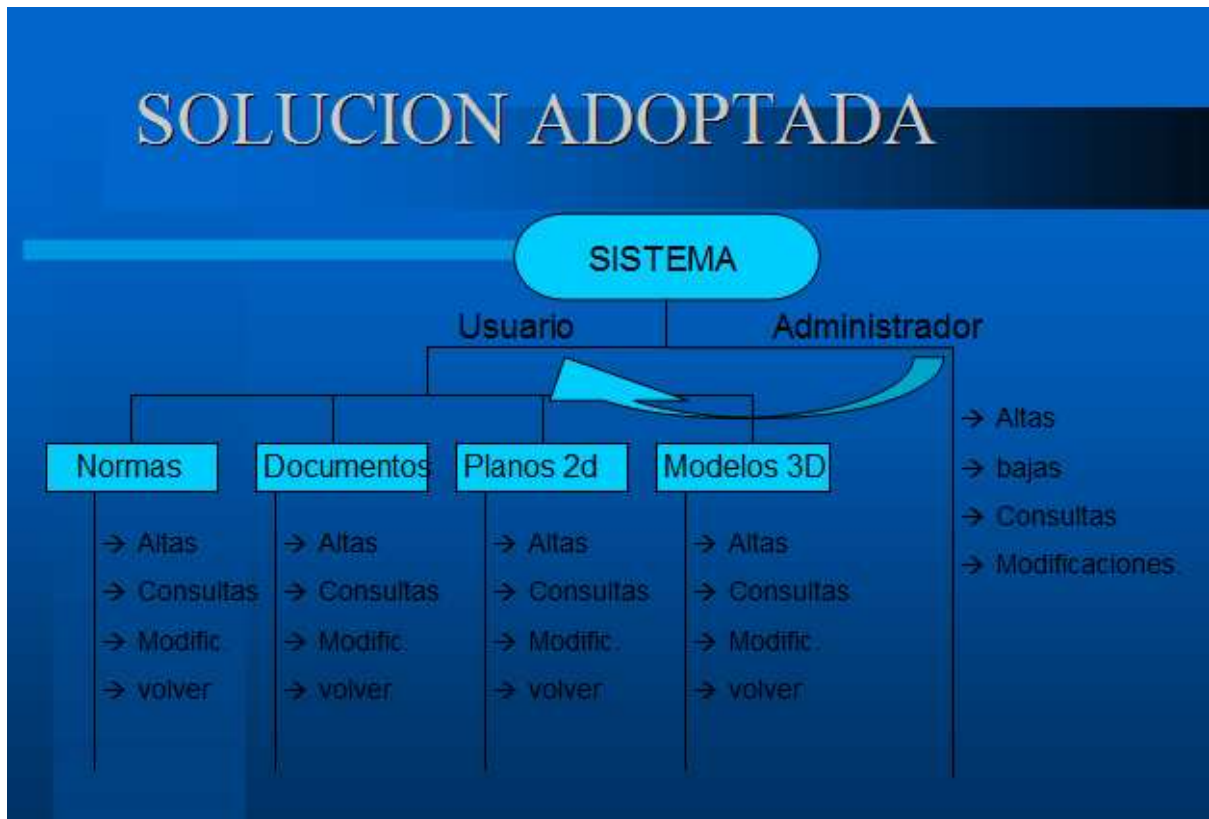 SOLUCION ADOPTADA
SISTEMA
Usuario
Administrador
Normas
Altas
Consultas
Modific.
volver
Documentos
Altas
Consultas
Modific.
volver
Planos 2d
Altas
Consultas
Modific.
volver
Modelos 3D
Altas
Consultas
Modific.
volver
Altas
bajas
Consultas
Modificaciones.